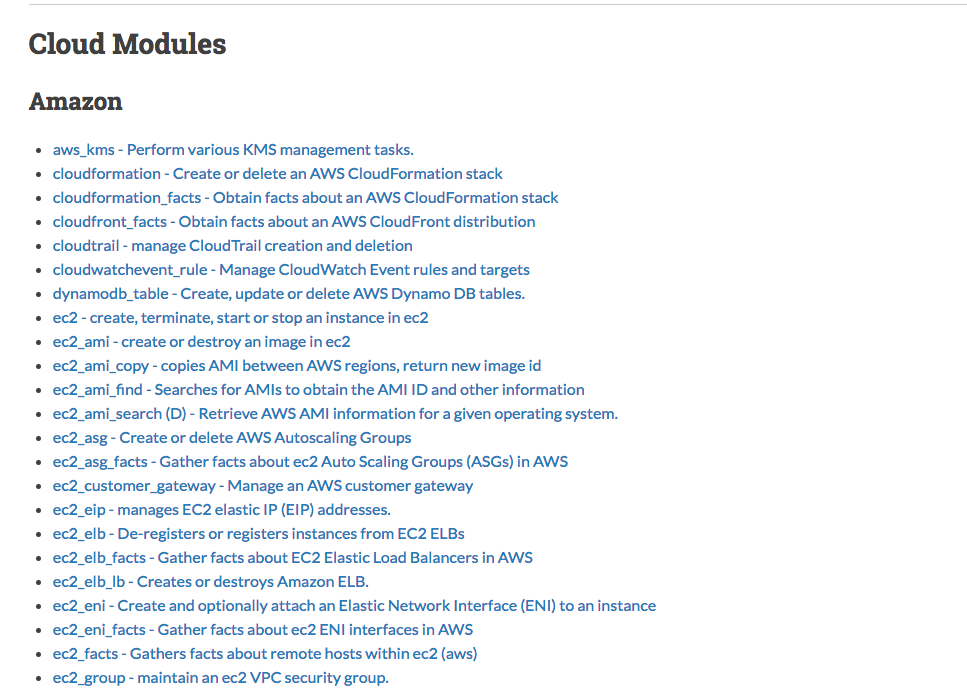 Cloud Modules
Amazon
aws_kms - Perform various KMS management tasks.
cloudformation - Create or delete an AWS CloudFormation stack
cloudformation_facts - Obtain facts about an AWS CloudFormation stack
cloudfront_facts - Obtain facts about an AWS CloudFront distribution
cloudtrail - manage CloudTrail creation and deletion
cloudwatchevent_rule - Manage CloudWatch Event rules and targets
dynamodb_table - Create, update or delete AWS Dynamo DB tables.
ec2 - create, terminate, start or stop an instance in ec2
ec2_ami - create or destroy an image in ec2
ec2_ami_copy - copies AMI between AWS regions, return new image id
ec2_ami_find - Searches for AMIs to obtain the AMI ID and other information
ec2_ami_search (D) - Retrieve AWS AMI information for a given operating system.
ec2_asg - Create or delete AWS Autoscaling Groups
ec2_asg_facts - Gather facts about ec2 Auto Scaling Groups (ASGs) in AWS
ec2_customer_gateway - Manage an AWS customer gateway
ec2_eip - manages EC2 elastic IP (EIP) addresses.
ec2_elb - De-registers or registers instances from EC2 ELBs
ec2_elb_facts - Gather facts about EC2 Elastic Load Balancers in AWS
ec2_elb_lb - Creates or destroys Amazon ELB.
ec2_eni - Create and optionally attach an Elastic Network Interface (ENI) to an instance
ec2_eni_facts - Gather facts about ec2 ENI interfaces in AWS
ec2_facts - Gathers facts about remote hosts within ec2 (aws)
ec2_group - maintain an ec2 VPC security group.